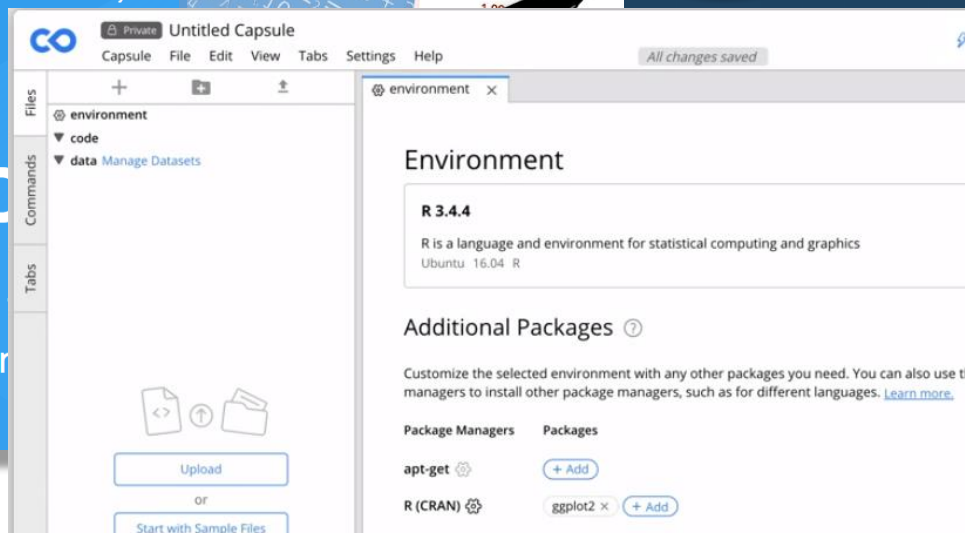 1.00
Private Untitled Capsule
Capsule File Edit View Tabs Settings Help All changes saved
Files
Commands
Tabs
environment
code
data Manage Datasets
Upload
or
Start with Sample Files
environment ×
Environment
R 3.4.4
R is a language and environment for statistical computing and graphics
Ubuntu 16.04 R
Additional Packages ?
Customize the selected environment with any other packages you need. You can also use
managers to install other package managers, such as for different languages. Learn more.
Package Managers Packages
apt-get + Add
R (CRAN) ggplot2 × + Add